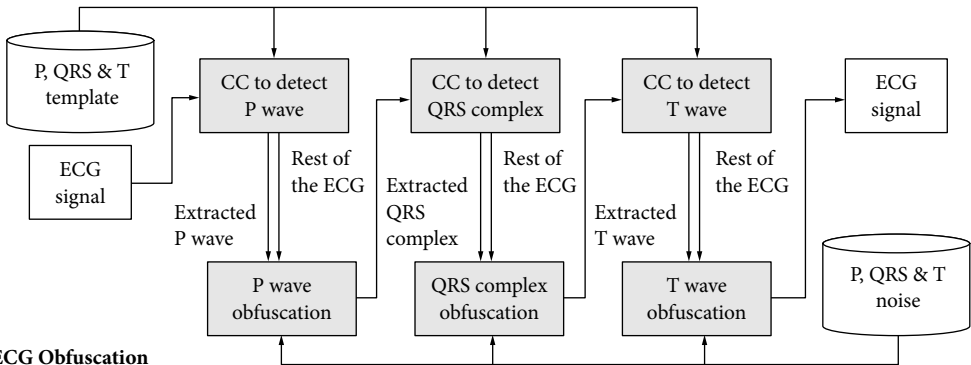 P, QRS & T
template
CC to detect
P wave
CC to detect
QRS complex
CC to detect
T wave
ECG
signal
ECG
signal
Rest of
the ECG
Extracted
P wave
Rest of
the ECG
Extracted
QRS
complex
Rest of
the ECG
Extracted
T wave
P wave
obfuscation
QRS complex
obfuscation
T wave
obfuscation
P, QRS & T
noise
ECG Obfuscation